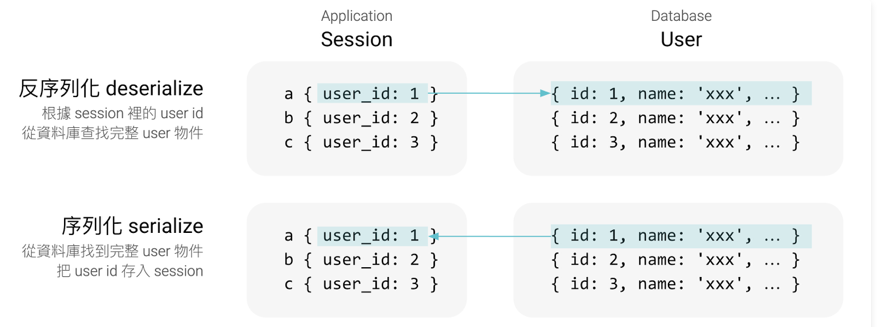 Application
Database
Session
User
反序列化 deserialize
根據 session 裡的 user id
從資料庫查找完整 user 物件
a { user_id: 1 }
b { user_id: 2 }
c { user_id: 3 }
{ id: 1, name: 'xxx', … }
{ id: 2, name: 'xxx', … }
{ id: 3, name: 'xxx', … }
序列化 serialize
從資料庫找到完整 user 物件
把 user id 存入 session
a { user_id: 1 }
b { user_id: 2 }
c { user_id: 3 }
{ id: 1, name: 'xxx', … }
{ id: 2, name: 'xxx', … }
{ id: 3, name: 'xxx', … }